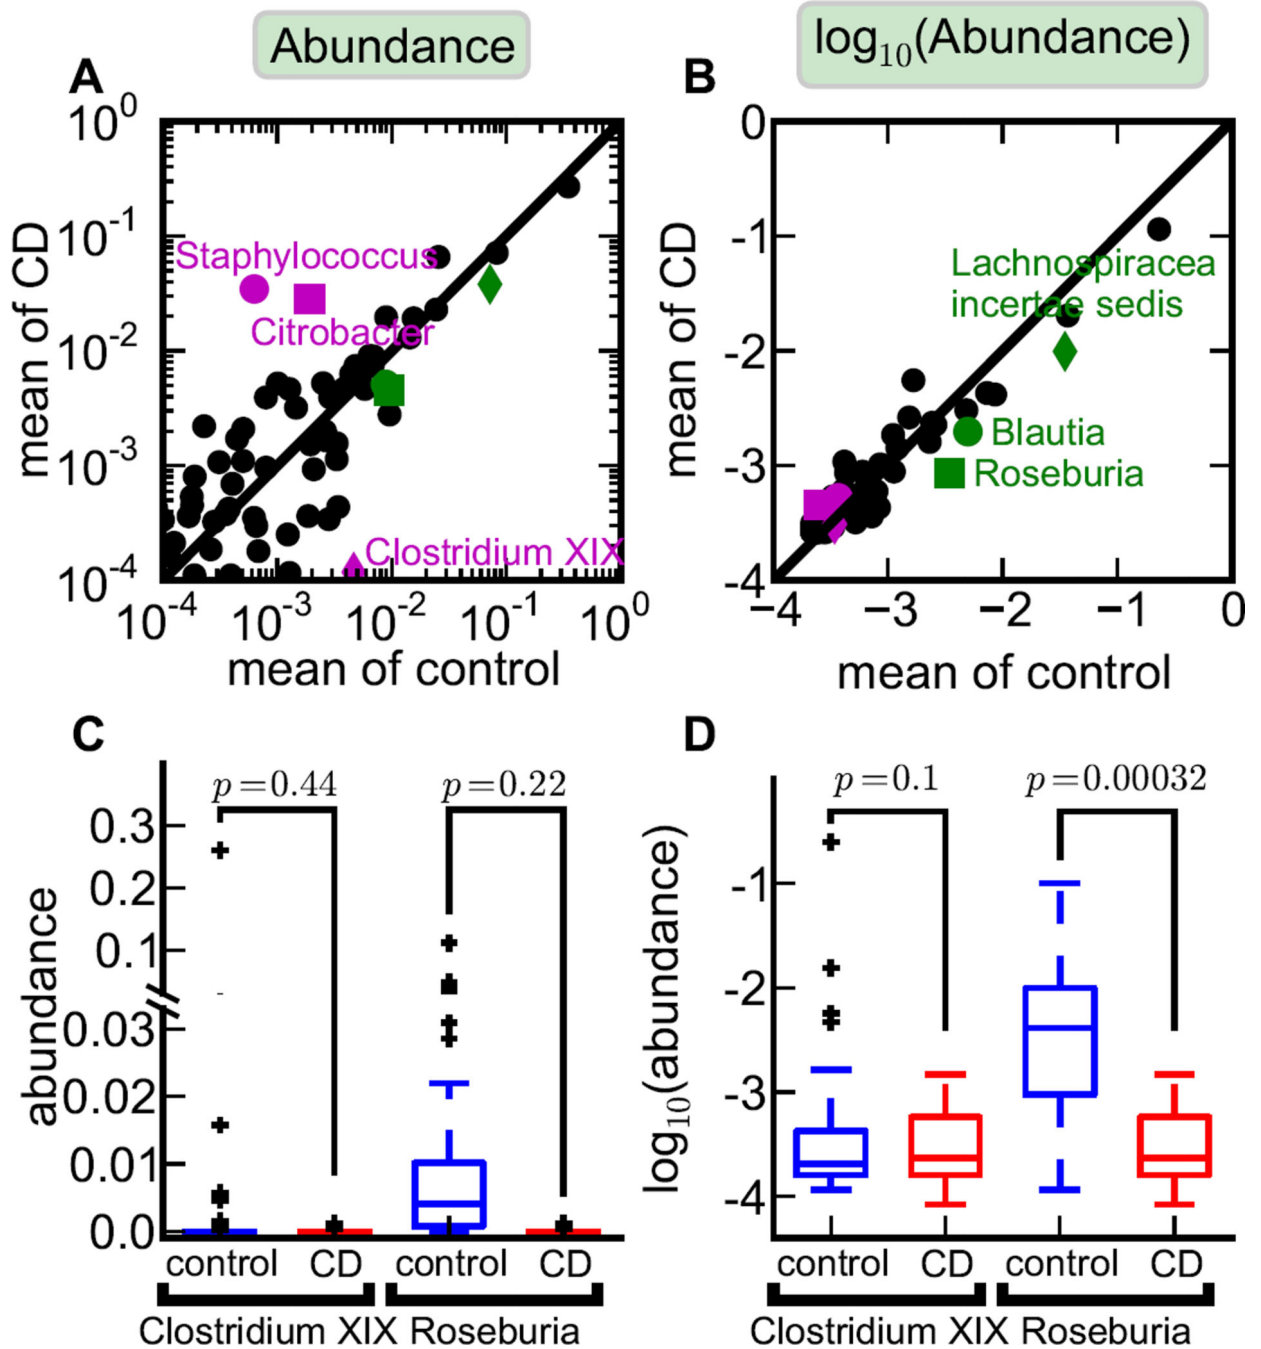 Abundance
log10(Abundance)
A
B
10^0
10^-1
10^-2
10^-3
10^-4
mean of CD
Staphylococcus
Citrobacter
Clostridium XIX
10^-4 10^-3 10^-2 10^-1 10^0
mean of control
0
-1
-2
-3
-4
mean of CD
Lachnospiracea
incertae sedis
Blautia
Roseburia
−4 −3 −2 −1 0
mean of control
C
D
p=0.44
p=0.22
0.3
0.2
0.1
0.03
0.02
0.01
0.0
abundance
control CD control CD
Clostridium XIX Roseburia
p=0.1
p=0.00032
-1
-2
-3
-4
log10(abundance)
control CD control CD
Clostridium XIX Roseburia